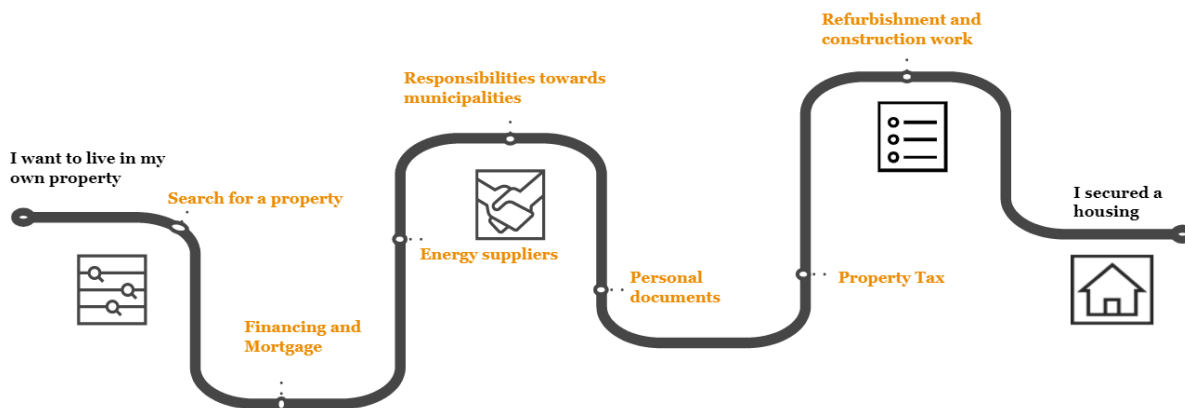 I want to live in my
own property
Search for a property
Financing and
Mortgage
Energy suppliers
Responsibilities towards
municipalities
Personal
documents
Property Tax
Refurbishment and
construction work
I secured a
housing